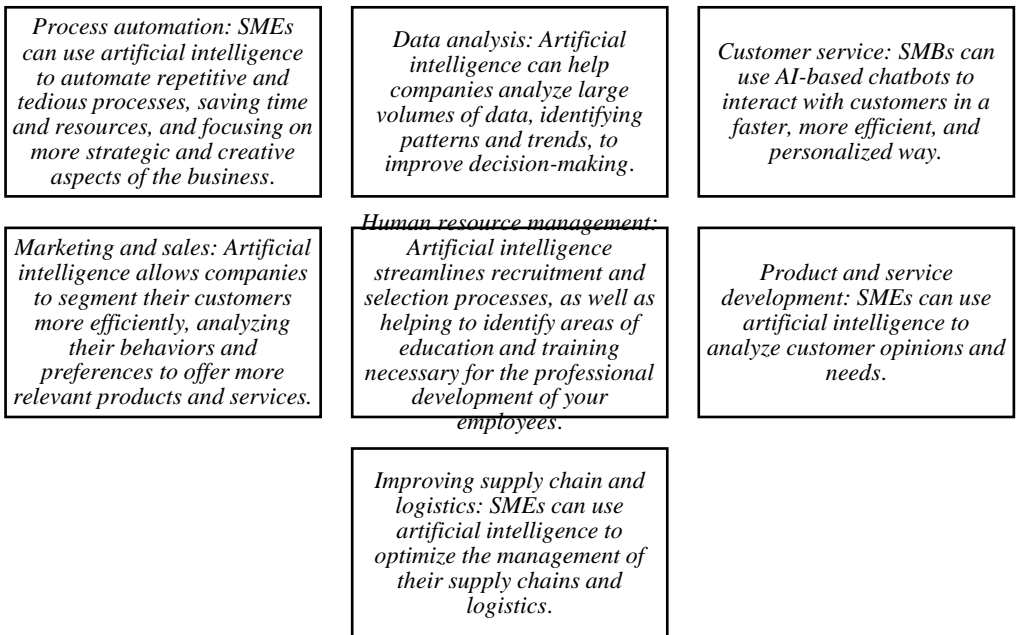 Process automation: SMEs
can use artificial intelligence
to automate repetitive and
tedious processes, saving time
and resources, and focusing on
more strategic and creative
aspects of the business.
Data analysis: Artificial
intelligence can help
companies analyze large
volumes of data, identifying
patterns and trends, to
improve decision-making.
Customer service: SMBs can
use AI-based chatbots to
interact with customers in a
faster, more efficient, and
personalized way.
Marketing and sales: Artificial
intelligence allows companies
to segment their customers
more efficiently, analyzing
their behaviors and
preferences to offer more
relevant products and services.
Human resource management:
Artificial intelligence
streamlines recruitment and
selection processes, as well as
helping to identify areas of
education and training
necessary for the professional
development of your
employees.
Product and service
development: SMEs can use
artificial intelligence to
analyze customer opinions and
needs.
Improving supply chain and
logistics: SMEs can use
artificial intelligence to
optimize the management of
their supply chains and
logistics.